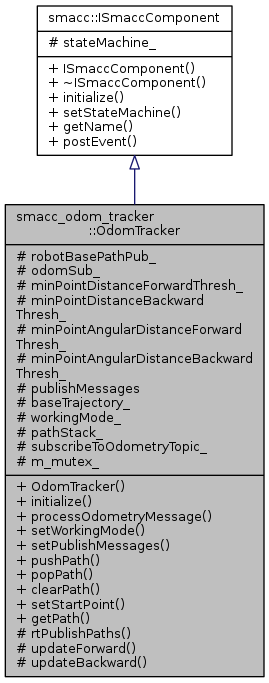 smacc::ISmaccComponent
# stateMachine_
+ ISmaccComponent()
+ ~ISmaccComponent()
+ initialize()
+ setStateMachine()
+ getName()
+ postEvent()
smacc_odom_tracker
::OdomTracker
# robotBasePathPub_
# odomSub_
# minPointDistanceForwardThresh_
# minPointDistanceBackward
Thresh_
# minPointAngularDistanceForward
Thresh_
# minPointAngularDistanceBackward
Thresh_
# publishMessages
# baseTrajectory_
# workingMode_
# pathStack_
# subscribeToOdometryTopic_
# m_mutex_
+ OdomTracker()
+ initialize()
+ processOdometryMessage()
+ setWorkingMode()
+ setPublishMessages()
+ pushPath()
+ popPath()
+ clearPath()
+ setStartPoint()
+ getPath()
# rtPublishPaths()
# updateForward()
# updateBackward()